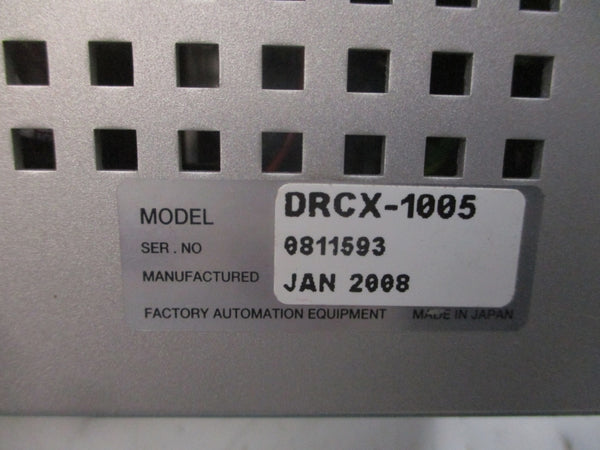 MODEL DRCX-1005
SER . NO 0811593
MANUFACTURED JAN 2008
FACTORY AUTOMATION EQUIPMENT MADE IN JAPAN